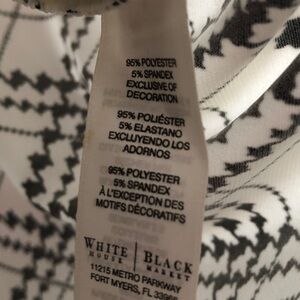 95% POLYESTER
5% SPANDEX
EXCLUSIVE OF
DECORATION
95% POLIÉSTER
5% ELASTANO
EXCLUYENDO LOS
ADORNOS
95% POLYESTER
5% SPANDEX
À L'EXCEPTION DES
MOTIFS DÉCORATIFS
WHITE | BLACK
HOUSE | MARKET
11215 METRO PARKWAY
FORT MYERS, FL 33966